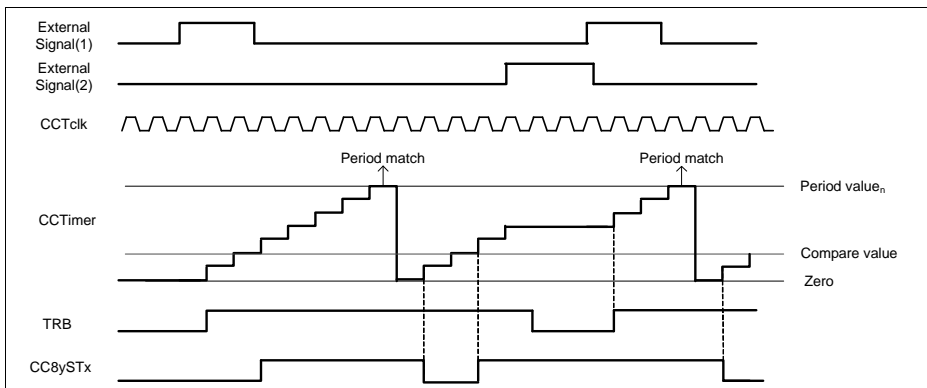 External
Signal(1)
External
Signal(2)
CCTclk
Period match
Period match
Period valueₙ
CCTimer
Compare value
Zero
TRB
CC8ySTx